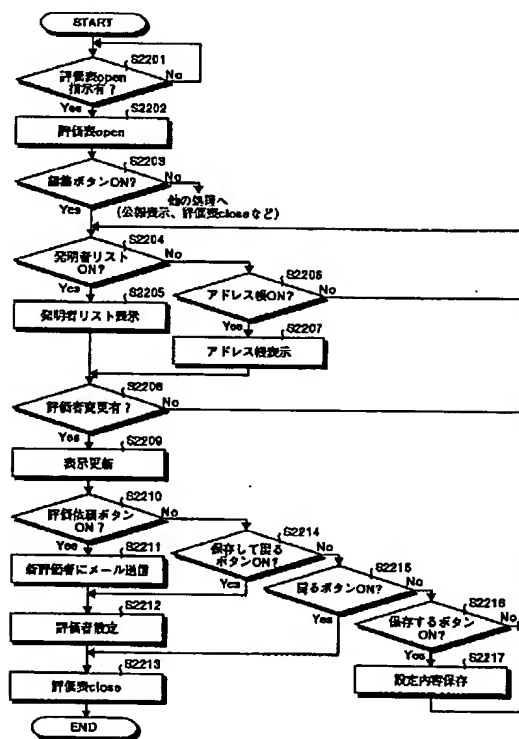 START
S2201
評価表open
指示有?
No
Yes
S2202
評価表open
S2203
編集ボタンON?
No
Yes
他の処理へ
(公報表示、評価表closeなど)
S2204
発明者リスト
ON?
No
Yes
S2205
発明者リスト表示
S2206
アドレス帳ON?
No
Yes
S2207
アドレス帳表示
S2208
評価者変更有?
No
Yes
S2209
表示更新
S2210
評価依頼ボタン
ON?
No
Yes
S2211
新評価者にメール送信
S2214
保存して戻る
ボタンON?
No
Yes
S2215
戻るボタンON?
No
Yes
S2216
保存するボタン
ON?
No
Yes
S2212
評価者設定
S2217
設定内容保存
S2213
評価表close
END